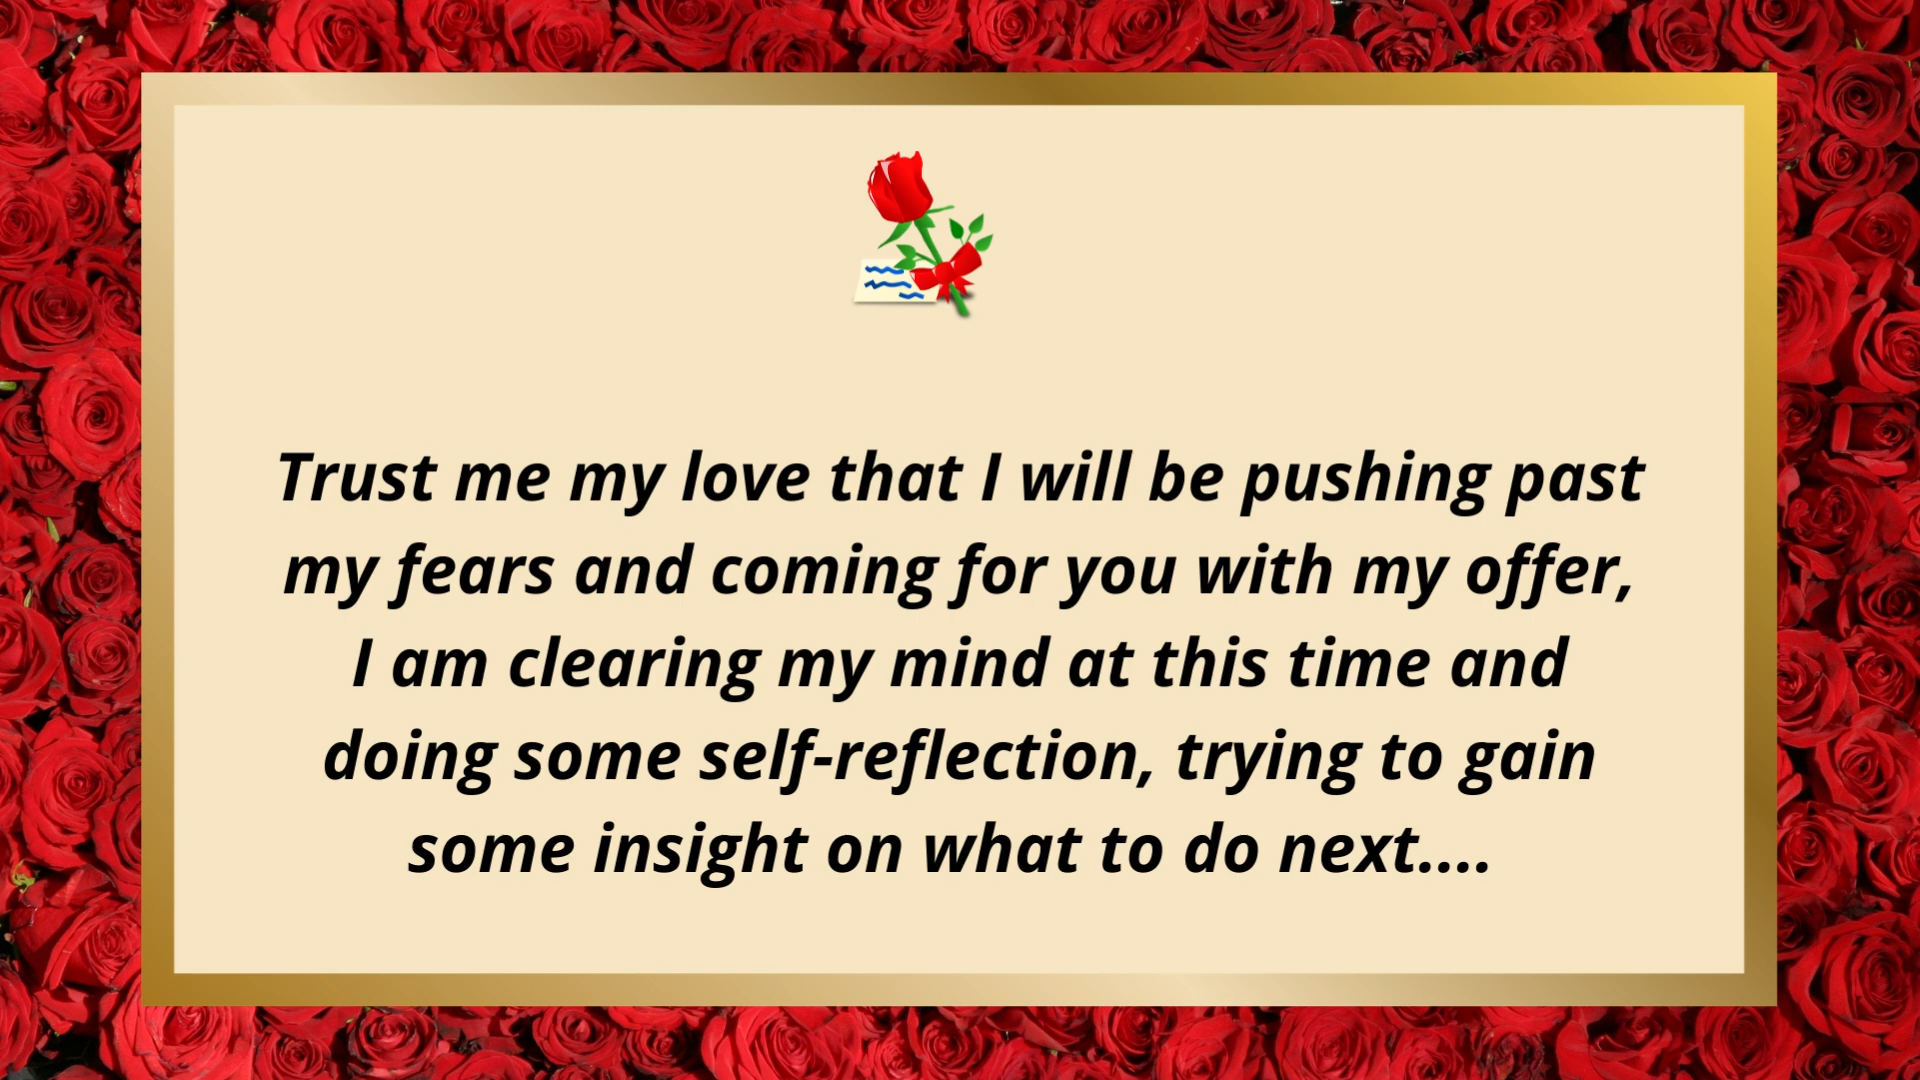 Trust me my love that I will be pushing past
my fears and coming for you with my offer,
I am clearing my mind at this time and
doing some self-reflection, trying to gain
some insight on what to do next....